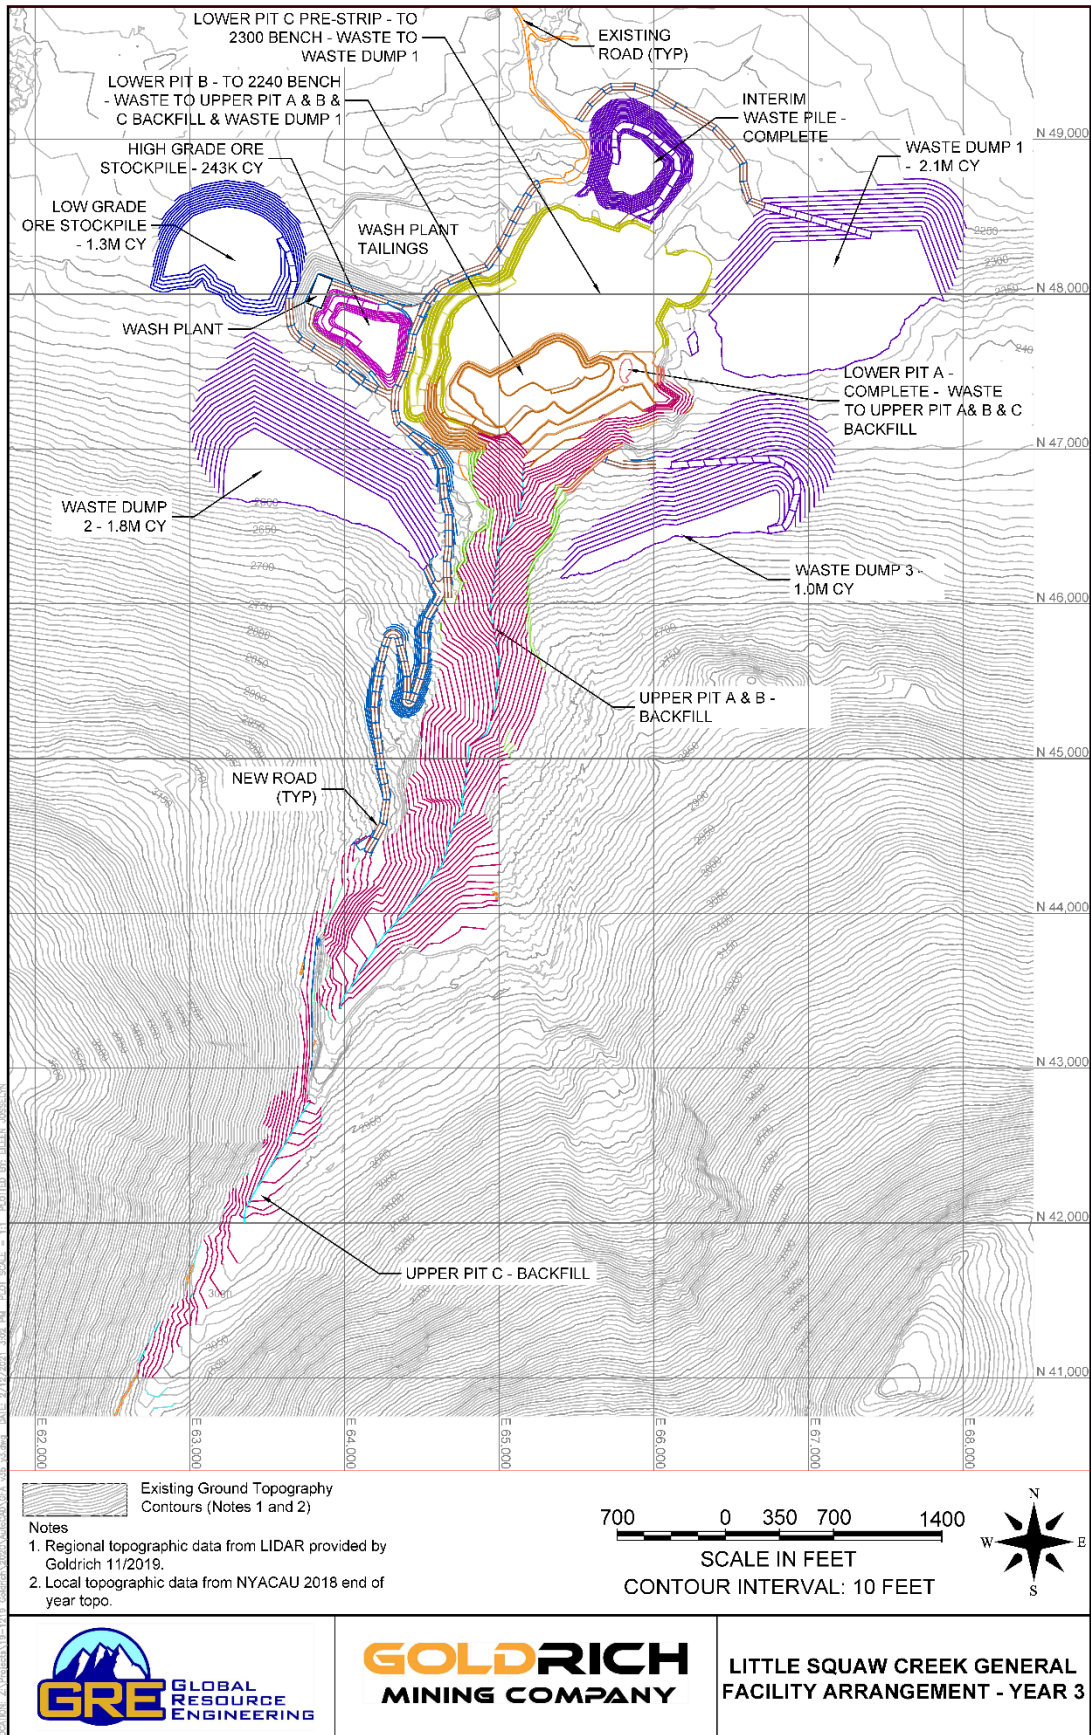 LOWER PIT C PRE-STRIP - TO
2300 BENCH - WASTE TO
WASTE DUMP 1
EXISTING
ROAD (TYP)
LOWER PIT B - TO 2240 BENCH
- WASTE TO UPPER PIT A & B &
C BACKFILL & WASTE DUMP 1
INTERIM
WASTE PILE -
COMPLETE
N 49,000
HIGH GRADE ORE
STOCKPILE - 243K CY
WASTE DUMP 1
- 2.1M CY
LOW GRADE
ORE STOCKPILE
- 1.3M CY
WASH PLANT
TAILINGS
2250
2300
N 48,000
WASH PLANT
LOWER PIT A -
COMPLETE - WASTE
TO UPPER PIT A& B & C
BACKFILL
N 47,000
WASTE DUMP
2 - 1.8M CY
2650
2700
2750
WASTE DUMP 3 -
1.0M CY
N 46,000
2700
UPPER PIT A & B -
BACKFILL
N 45,000
NEW ROAD
(TYP)
N 44,000
N 43,000
N 42,000
UPPER PIT C - BACKFILL
N 41,000
E 62,000
E 63,000
E 64,000
E 65,000
E 66,000
E 67,000
E 68,000
Existing Ground Topography
Contours (Notes 1 and 2)
Notes
1. Regional topographic data from LIDAR provided by
Goldrich 11/2019.
2. Local topographic data from NYACAU 2018 end of
year topo.
700 0 350 700 1400
SCALE IN FEET
CONTOUR INTERVAL: 10 FEET
N
W E
S
GRE GLOBAL
RESOURCE
ENGINEERING
GOLDRICH
MINING COMPANY
LITTLE SQUAW CREEK GENERAL
FACILITY ARRANGEMENT - YEAR 3